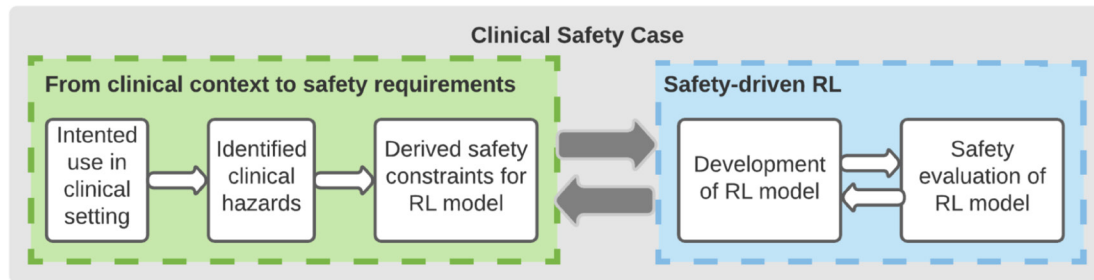 Clinical Safety Case
From clinical context to safety requirements
Intented
use in
clinical
setting
Identified
clinical
hazards
Derived safety
constraints for
RL model
Safety-driven RL
Development
of RL model
Safety
evaluation of
RL model